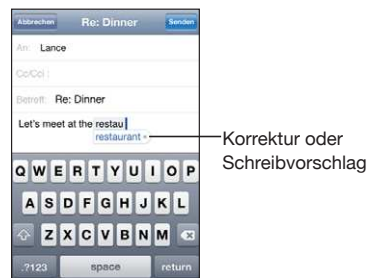 Abbrechen Re: Dinner Senden
An: Lance
Cc/Cci :
Betreff: Re: Dinner
Let's meet at the restau
restaurant ×
Korrektur oder
Schreibvorschlag
Q W E R T Y U I O P
A S D F G H J K L
Z X C V B N M
.?123 space return